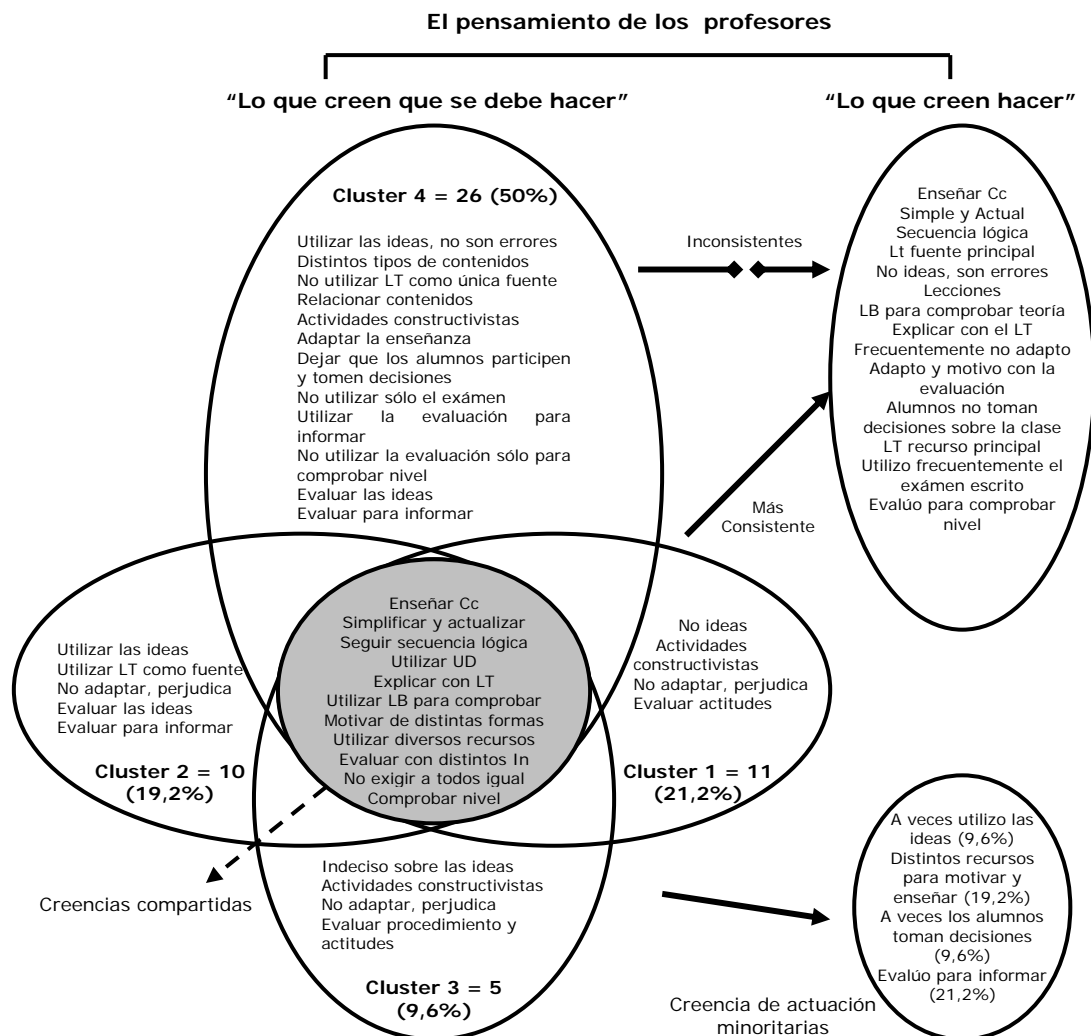 El pensamiento de los profesores
“Lo que creen que se debe hacer”
“Lo que creen hacer”
Cluster 4 = 26 (50%)
Utilizar las ideas, no son errores
Distintos tipos de contenidos
No utilizar LT como única fuente
Relacionar contenidos
Actividades constructivistas
Adaptar la enseñanza
Dejar que los alumnos participen
y tomen decisiones
No utilizar sólo el exámen
Utilizar la evaluación para
informar
No utilizar la evaluación sólo para
comprobar nivel
Evaluar las ideas
Evaluar para informar
Inconsistentes
Más
Consistente
Enseñar Cc
Simple y Actual
Secuencia lógica
Lt fuente principal
No ideas, son errores
Lecciones
LB para comprobar teoría
Explicar con el LT
Frecuentemente no adapto
Adapto y motivo con la
evaluación
Alumnos no toman
decisiones sobre la clase
LT recurso principal
Utilizo frecuentemente el
exámen escrito
Evalúo para comprobar
nivel
Utilizar las ideas
Utilizar LT como fuente
No adaptar, perjudica
Evaluar las ideas
Evaluar para informar
Cluster 2 = 10
(19,2%)
Enseñar Cc
Simplificar y actualizar
Seguir secuencia lógica
Utilizar UD
Explicar con LT
Utilizar LB para comprobar
Motivar de distintas formas
Utilizar diversos recursos
Evaluar con distintos In
No exigir a todos igual
Comprobar nivel
No ideas
Actividades
constructivistas
No adaptar, perjudica
Evaluar actitudes
Cluster 1 = 11
(21,2%)
Creencias compartidas
Indeciso sobre las ideas
Actividades constructivistas
No adaptar, perjudica
Evaluar procedimiento y
actitudes
Cluster 3 = 5
(9,6%)
A veces utilizo las
ideas (9,6%)
Distintos recursos
para motivar y
enseñar (19,2%)
A veces los alumnos
toman decisiones
(9,6%)
Evalúo para informar
(21,2%)
Creencia de actuación
minoritarias